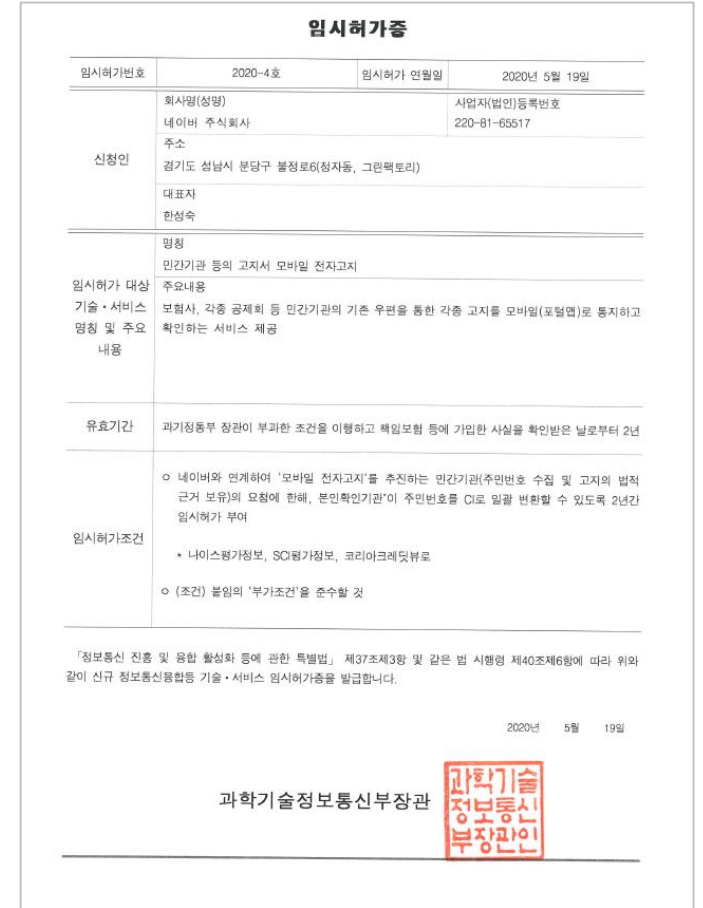 임시허가증
임시허가번호 2020-4호 임시허가 연월일 2020년 5월 19일
신청인
회사명(성명) 사업자(법인)등록번호
네이버 주식회사 220-81-65517
주소
경기도 성남시 분당구 불정로6(정자동, 그린팩토리)
대표자
한성숙
임시허가 대상
기술・서비스
명칭 및 주요
내용
명칭
민간기관 등의 고지서 모바일 전자고지
주요내용
보험사, 각종 공제회 등 민간기관의 기존 우편을 통한 각종 고지를 모바일(포털앱)로 통지하고
확인하는 서비스 제공
유효기간 과기정통부 장관이 부과한 조건을 이행하고 책임보험 등에 가입한 사실을 확인받은 날로부터 2년
임시허가조건
ㅇ 네이버와 연계하여 '모바일 전자고지'를 추진하는 민간기관(주민번호 수집 및 고지의 법적
근거 보유)의 요청에 한해, 본인확인기관*이 주민번호를 CI로 일괄 변환할 수 있도록 2년간
임시허가 부여
* 나이스평가정보, SCI평가정보, 코리아크레딧뷰로
ㅇ (조건) 붙임의 '부가조건'을 준수할 것
「정보통신 진흥 및 융합 활성화 등에 관한 특별법」 제37조제3항 및 같은 법 시행령 제40조제6항에 따라 위와
같이 신규 정보통신융합등 기술・서비스 임시허가증을 발급합니다.
2020년 5월 19일
과학기술정보통신부장관
과학기술
정보통신
부장관인